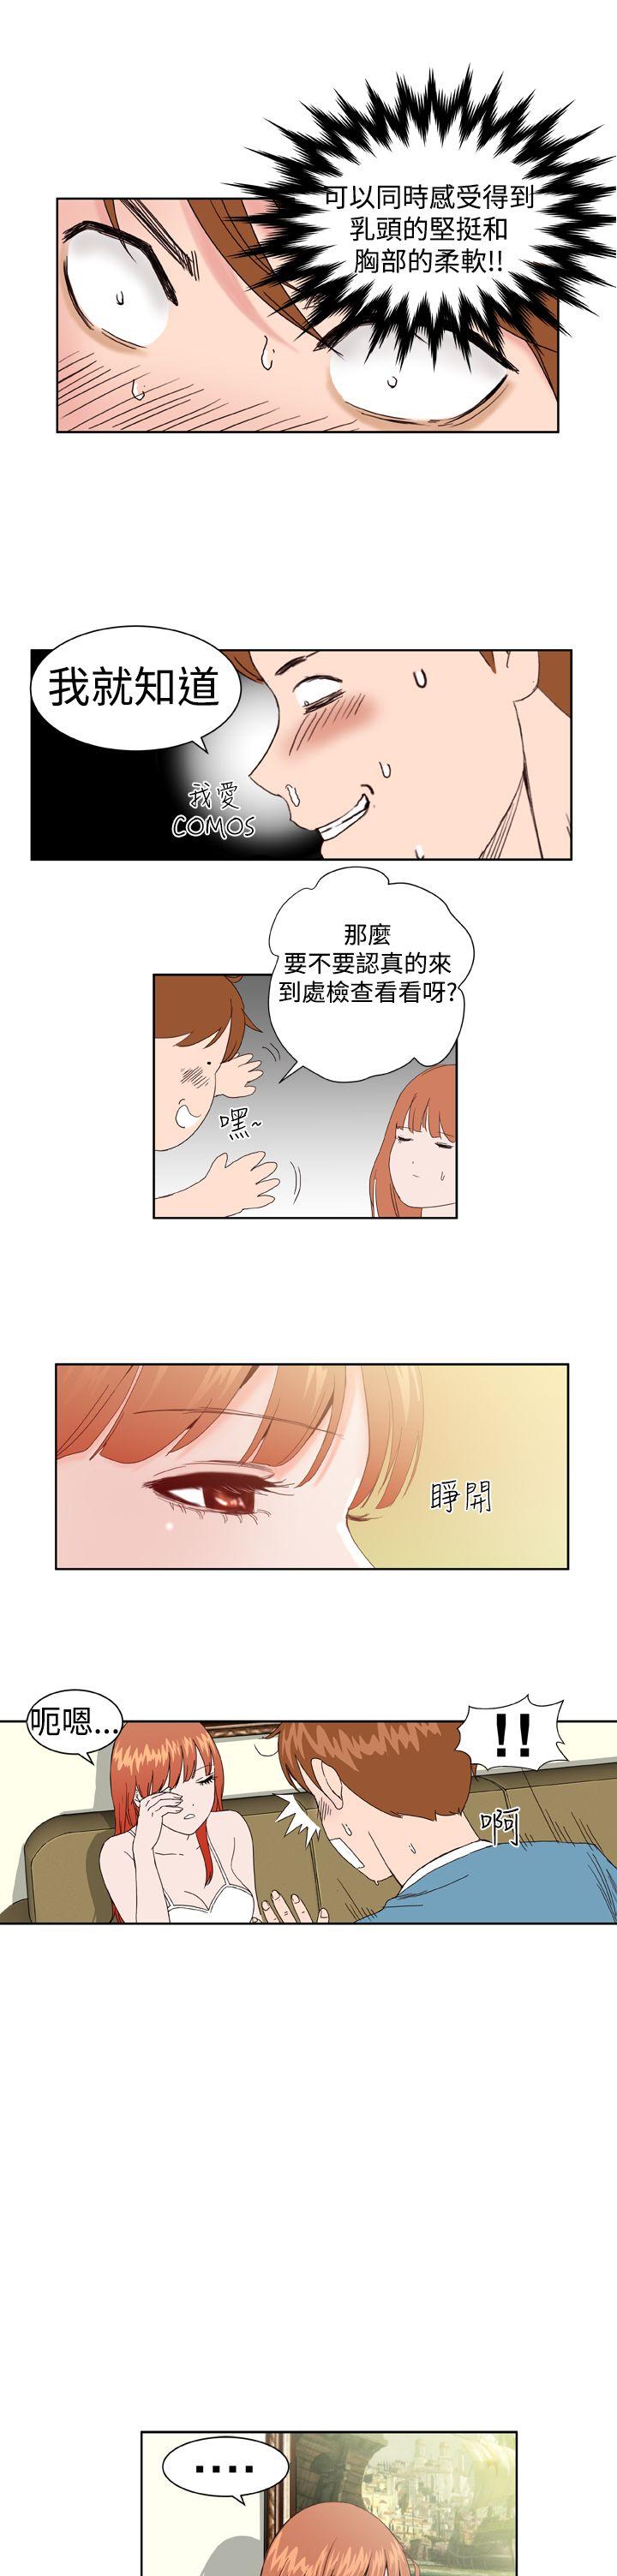 可以同時感受得到
乳頭的堅挺和
胸部的柔軟!!
我就知道
我愛
COMOS
那麼
要不要認真的來
到處檢查看看呀?
嘿~
睜開
呃嗯...
!!
啊
....